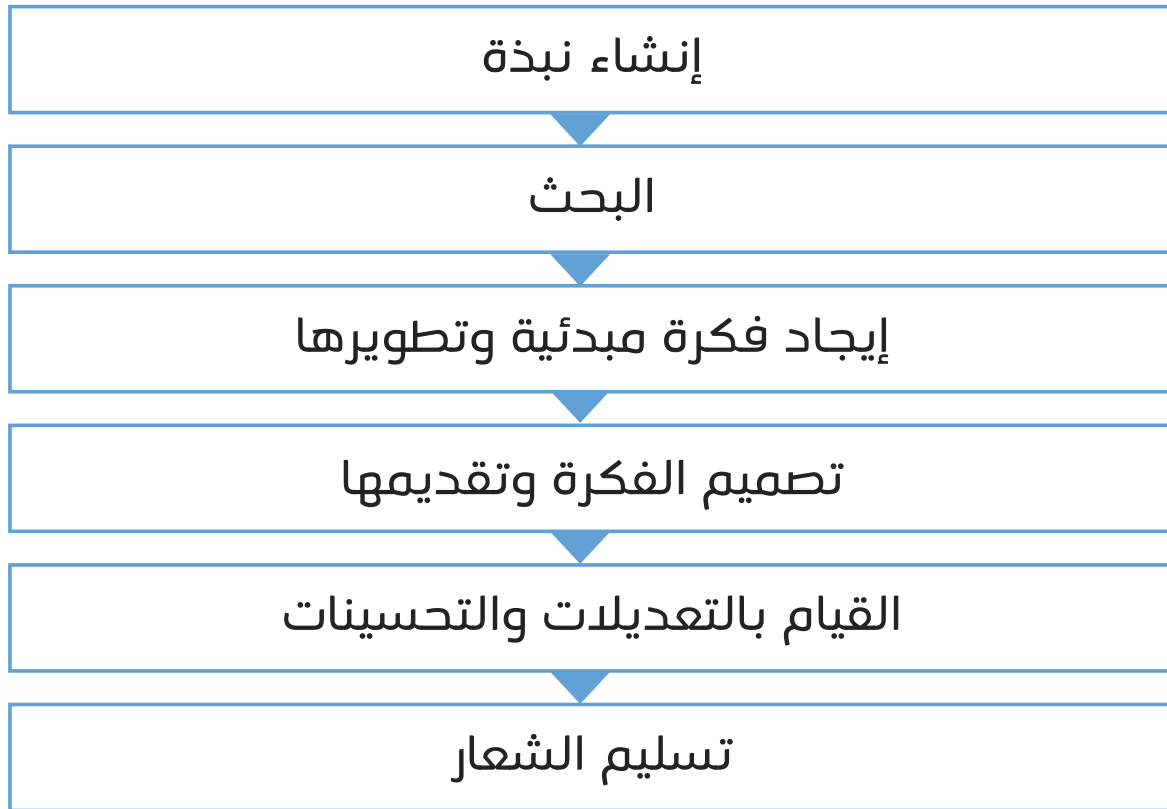 إنشاء نبذة
البحث
إيجاد فكرة مبدئية وتطويرها
تصميم الفكرة وتقديمها
القيام بالتعديلات والتحسينات
تسليم الشعار